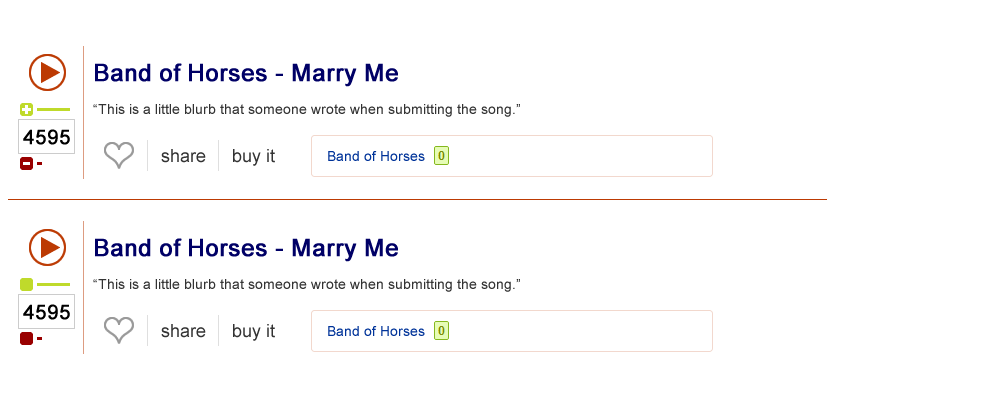 Band of Horses - Marry Me
“This is a little blurb that someone wrote when submitting the song.”
4595
share buy it Band of Horses 0
Band of Horses - Marry Me
“This is a little blurb that someone wrote when submitting the song.”
4595
share buy it Band of Horses 0